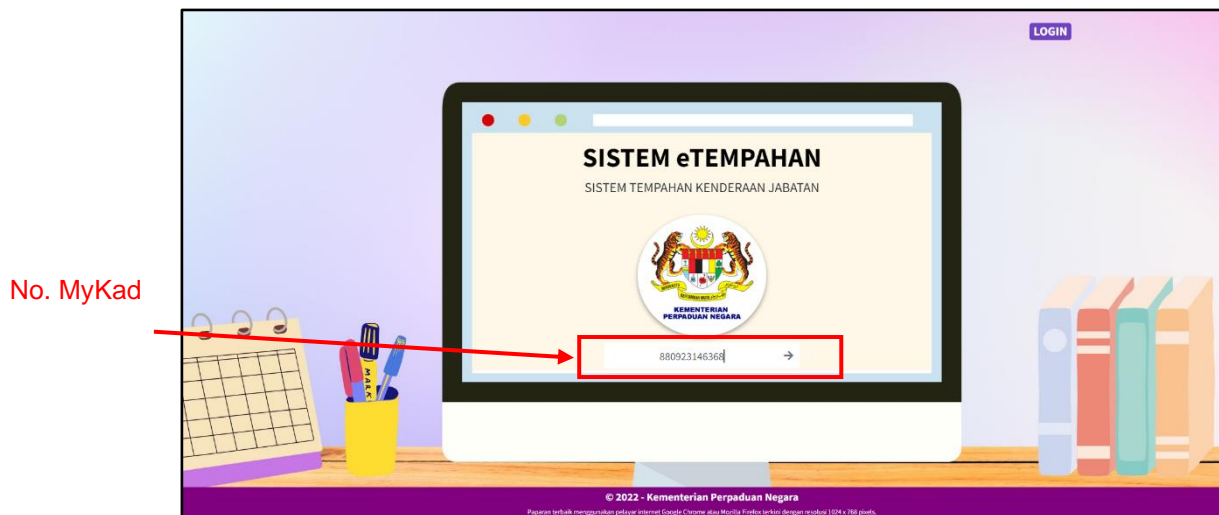 LOGIN
SISTEM eTEMPAHAN
SISTEM TEMPAHAN KENDERAAN JABATAN
KEMENTERIAN
PERPADUAN NEGARA
No. MyKad
880923146368
MARK
© 2022 - Kementerian Perpaduan Negara
Paparan terbaik menggunakan pelayar internet Google Chrome atau Mozilla Firefox terkini dengan resolusi 1024 x 768 pixels.